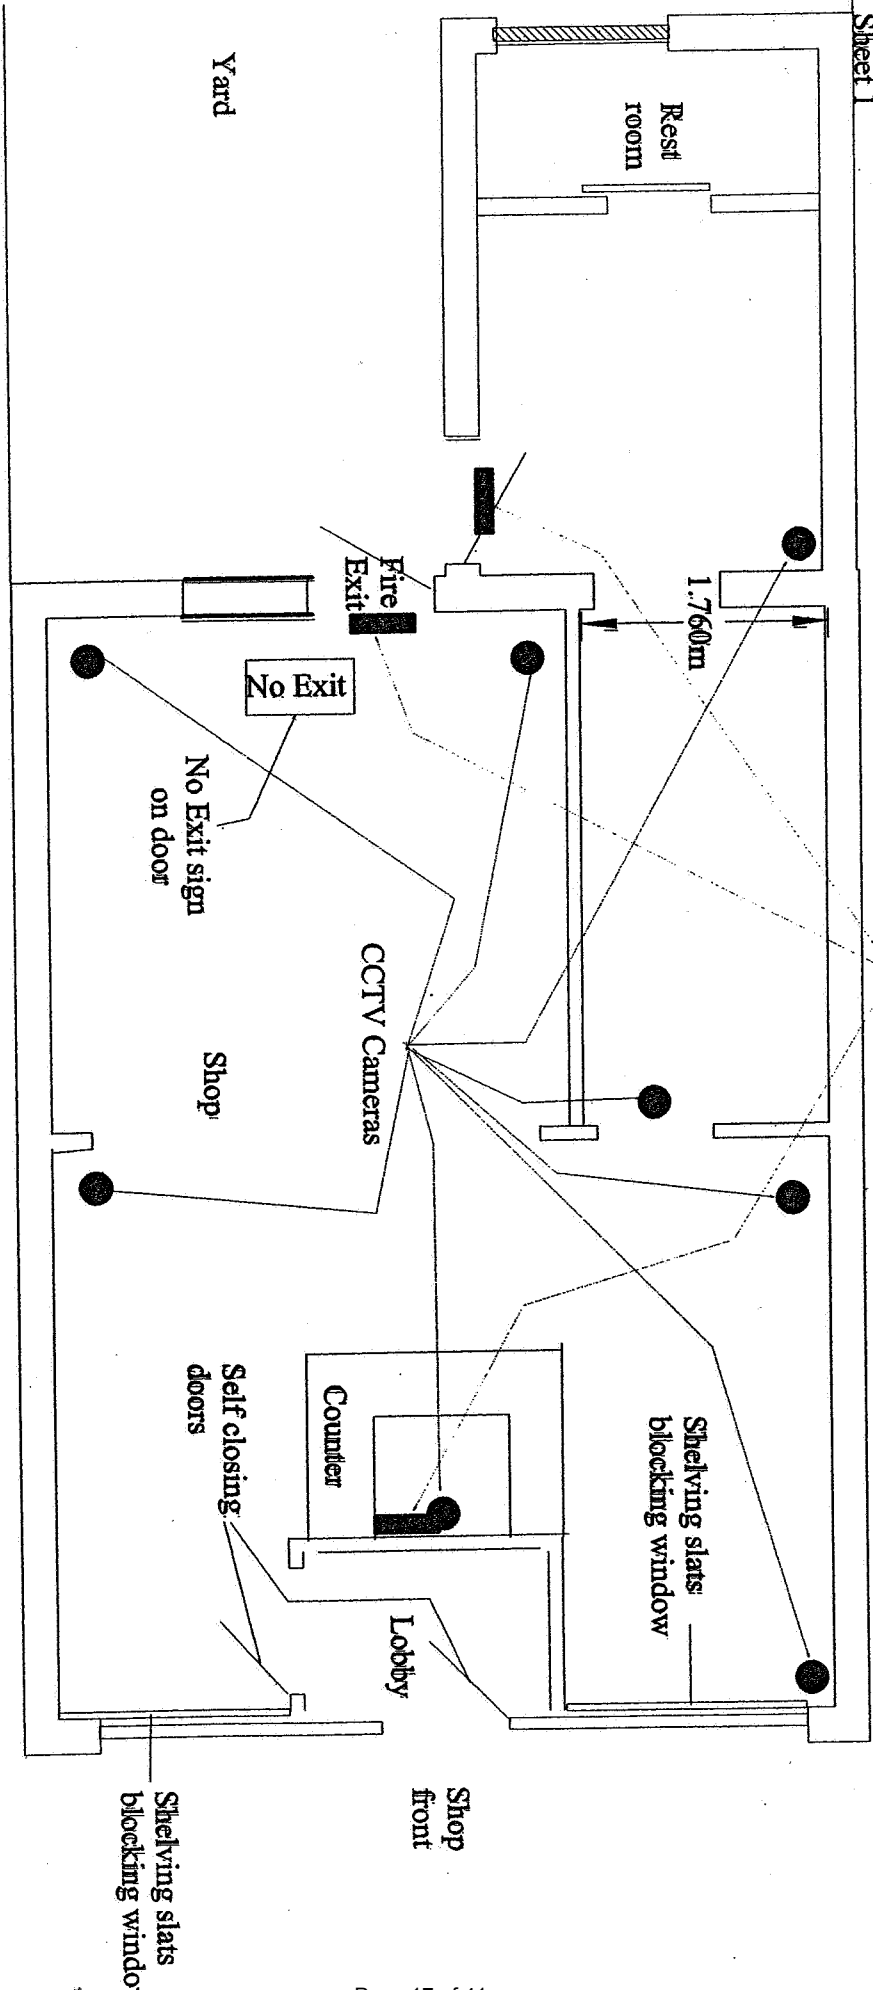 Sheet 1
Rest
room
Yard
1.760m
Fire
Exit
No Exit
No Exit sign
on door
CCTV Cameras
Shop
Shelving slats
blocking window
Counter
Self closing
doors
Lobby
Shop
front
Shelving slats
blocking windo